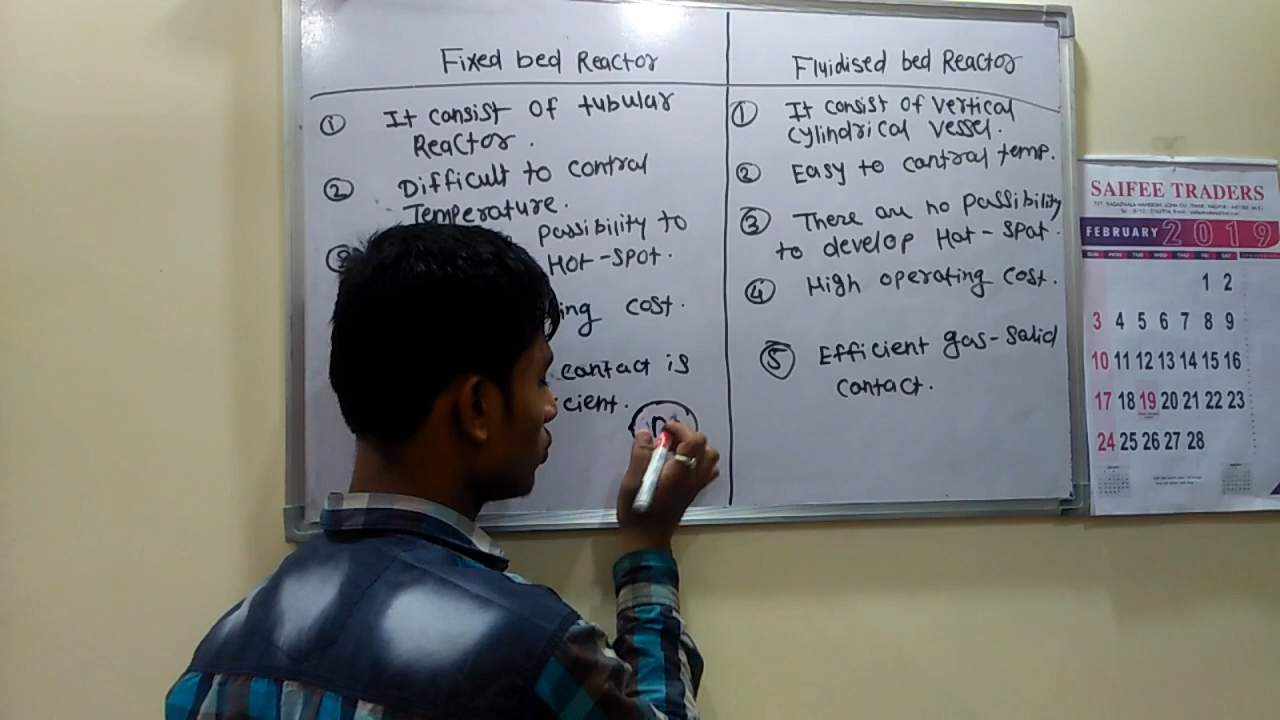 Fixed bed Reactor
① It consist of tubular
Reactor.
② Difficult to control
Temperature.
possibility to
Hot-spot.
ing cost.
contact is
cient.
Fluidised bed Reactor
① It consist of vertical
cylindrical vessel.
② Easy to control temp.
③ There are no possibility
to develop Hot-spot.
④ High operating cost.
⑤ Efficient gas-solid
contact.
SAIFEE TRADERS
FEBRUARY 2019
SUN MON TUE WED THU FRI SAT
1 2
3 4 5 6 7 8 9
10 11 12 13 14 15 16
17 18 19 20 21 22 23
24 25 26 27 28